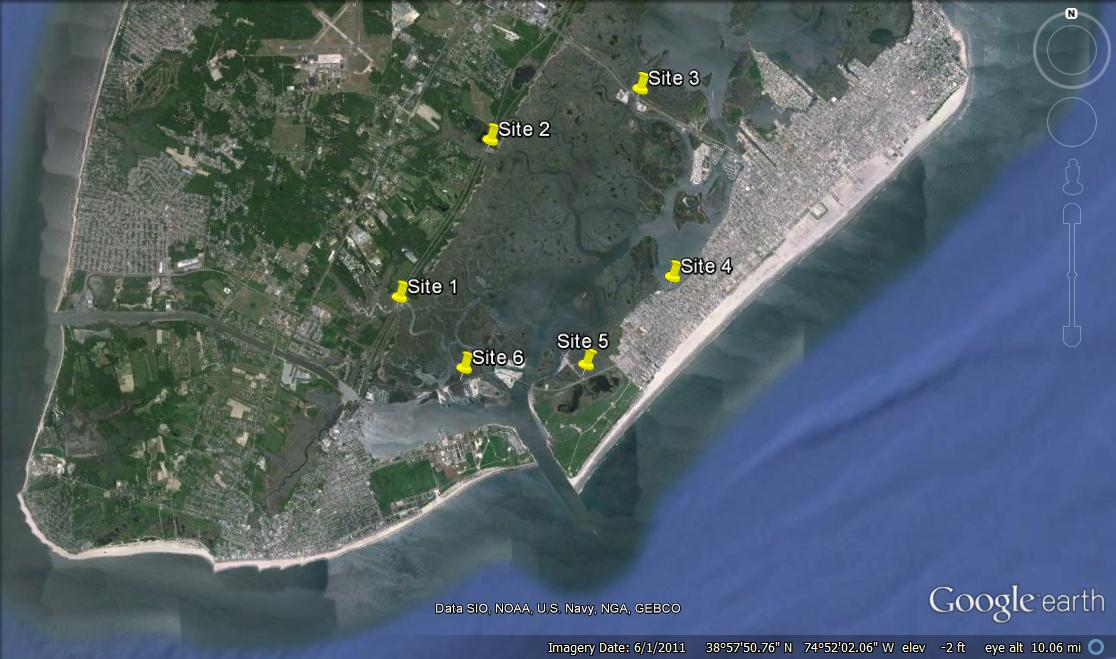 N
Site 3
Site 2
Site 4
Site 1
Site 5
Site 6
Data SIO, NOAA, U.S. Navy, NGA, GEBCO
Google earth
Imagery Date: 6/1/2011 38°57'50.76" N 74°52'02.06" W elev -2 ft eye alt 10.06 mi